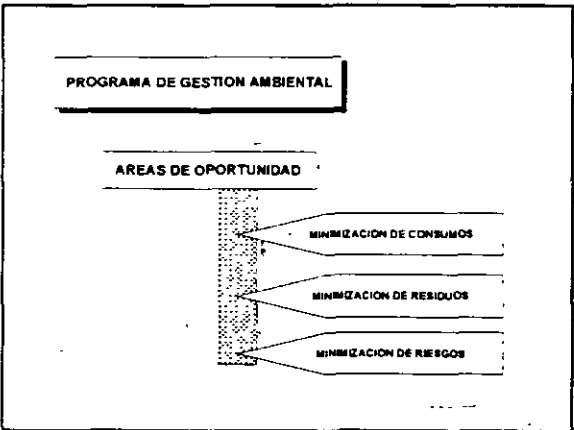 PROGRAMA DE GESTION AMBIENTAL
AREAS DE OPORTUNIDAD
MINIMIZACION DE CONSUMOS
MINIMIZACION DE RESIDUOS
MINIMIZACION DE RIESGOS